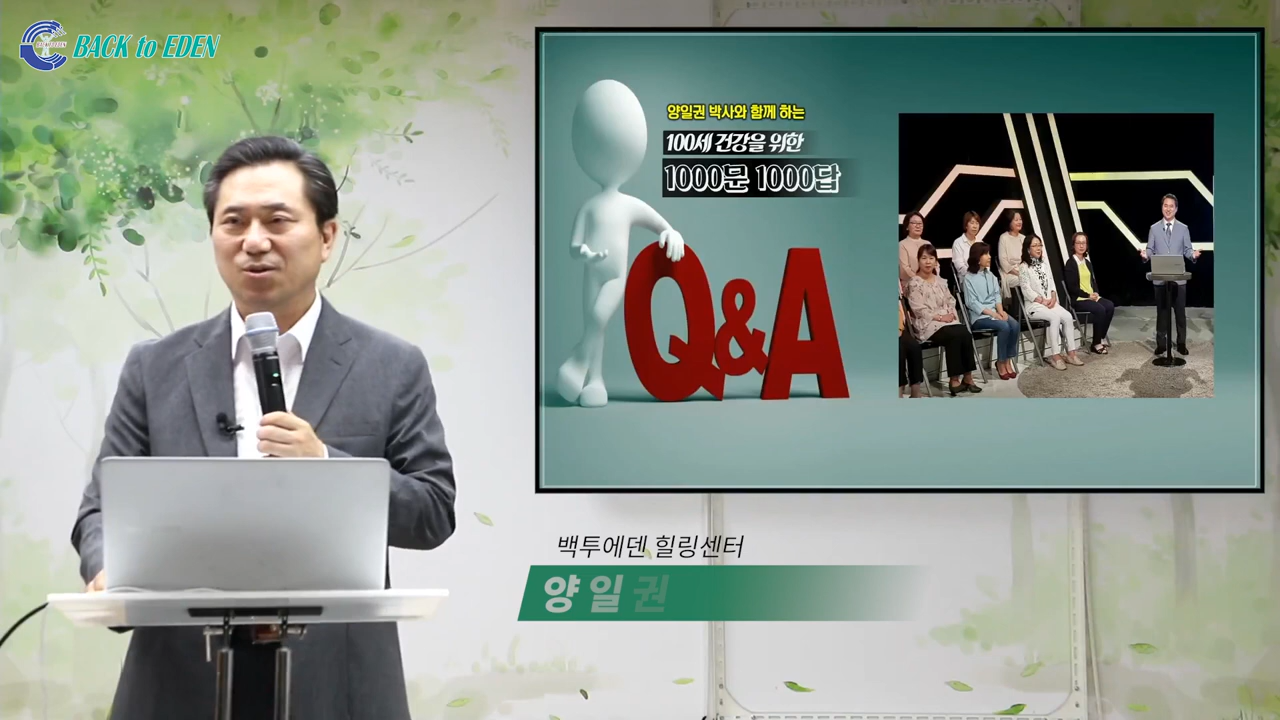 BACK to EDEN
양일권 박사와 함께 하는
100세 건강을 위한
1000문 1000답
Q&A
백투에덴 힐링센터
양일권